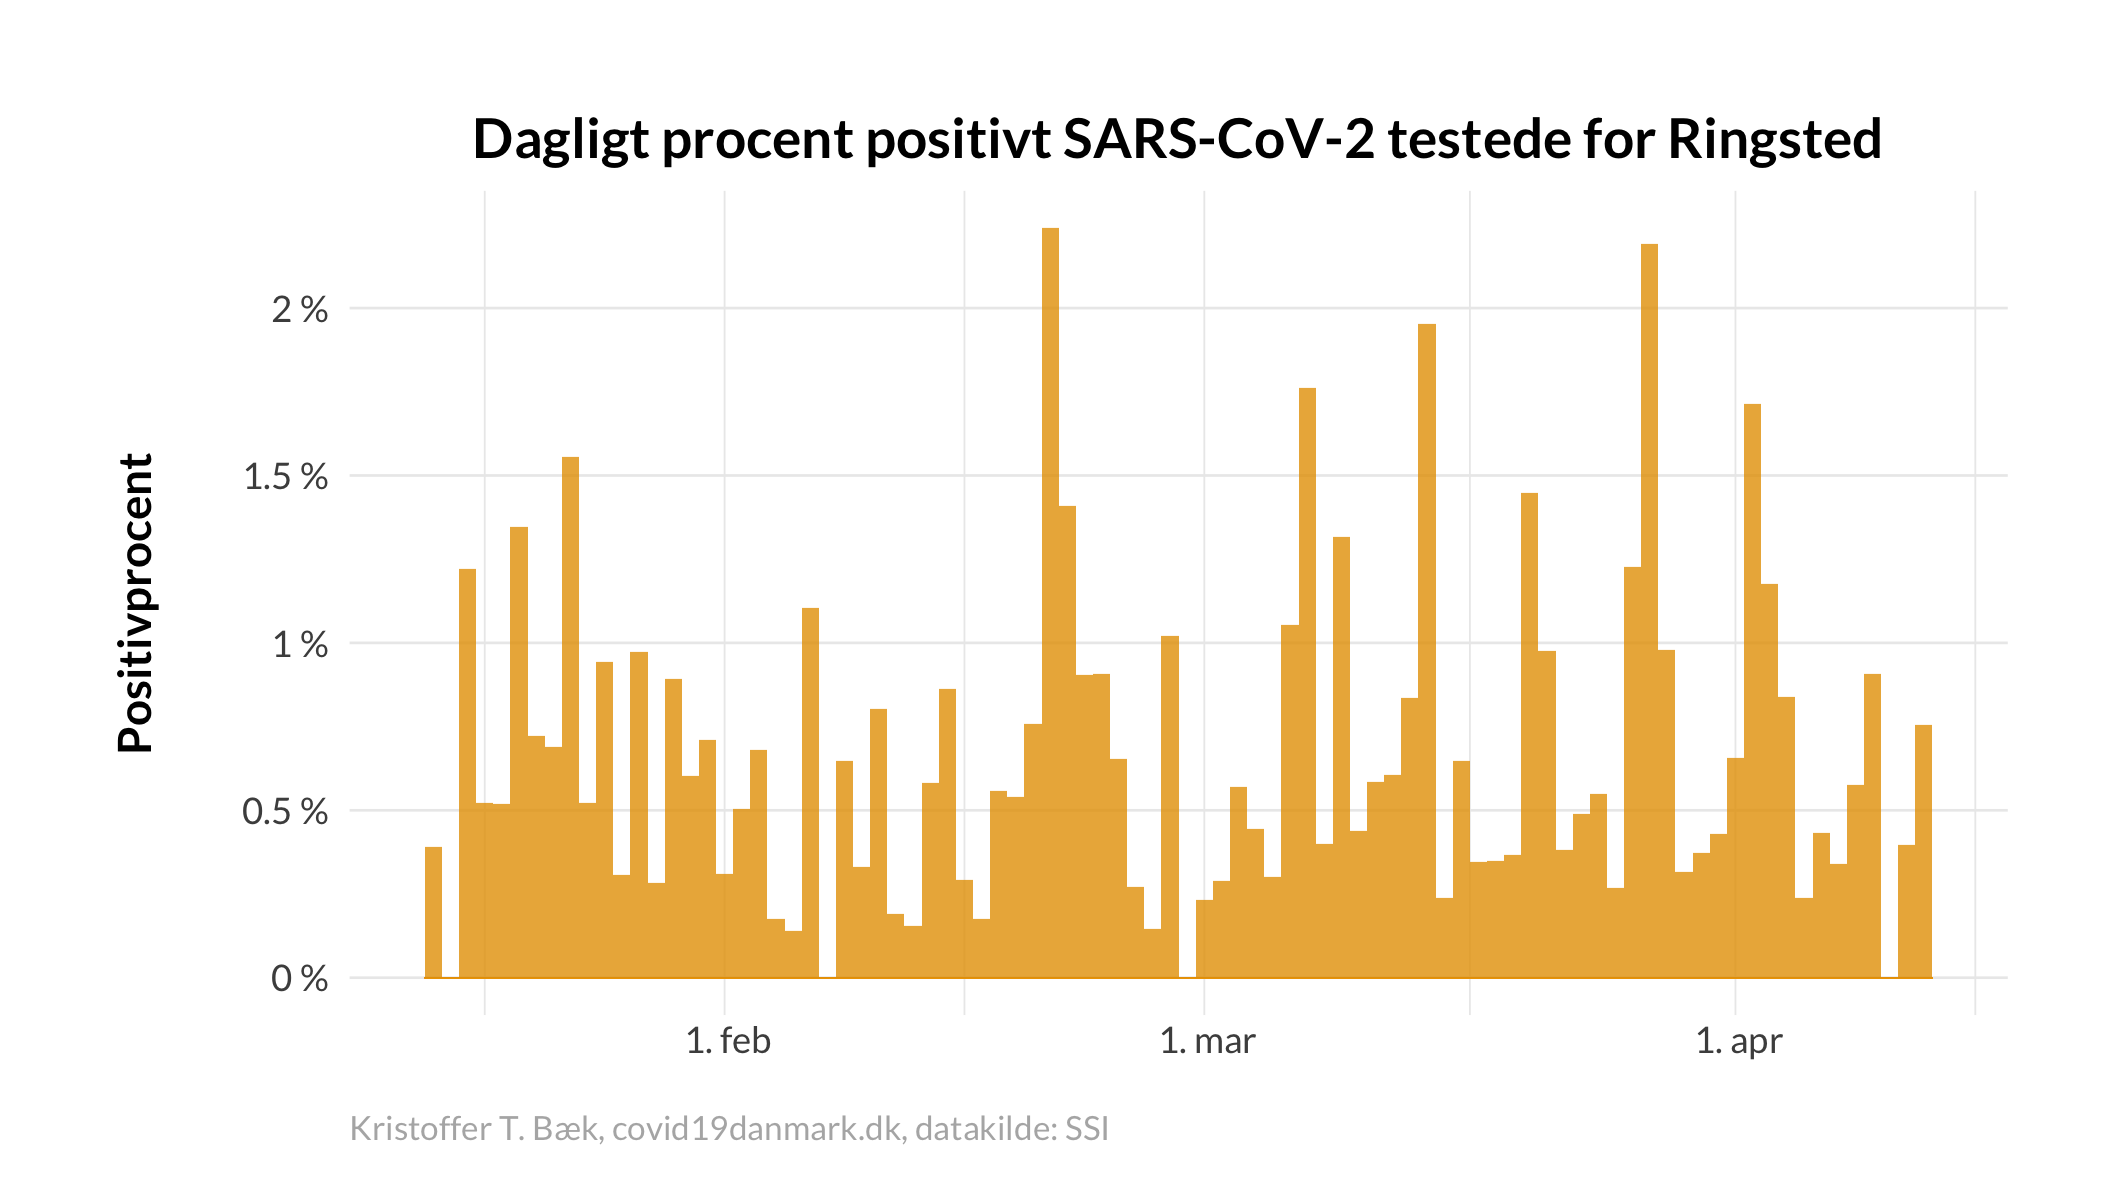 Dagligt procent positivt SARS-CoV-2 testede for Ringsted
Positivprocent
2 %
1.5 %
1 %
0.5 %
0 %
1. feb
1. mar
1. apr
Kristoffer T. Bæk, covid19danmark.dk, datakilde: SSI